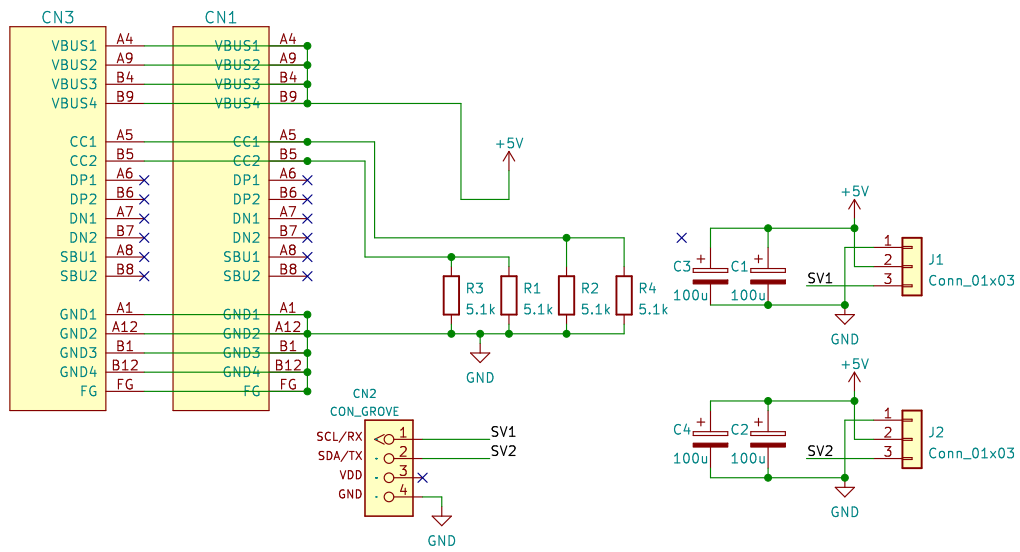 CN3
CN1
VBUS1 A4 VBUS1 A4
VBUS2 A9 VBUS2 A9
VBUS3 B4 VBUS3 B4
VBUS4 B9 VBUS4 B9
CC1 A5 CC1 A5
CC2 B5 CC2 B5
DP1 A6 DP1 A6
DP2 B6 DP2 B6
DN1 A7 DN1 A7
DN2 B7 DN2 B7
SBU1 A8 SBU1 A8
SBU2 B8 SBU2 B8
GND1 A1 GND1 A1
GND2 A12 GND2 A12
GND3 B1 GND3 B1
GND4 B12 GND4 B12
FG FG FG FG
+5V
R3 R1 R2 R4
5.1k 5.1k 5.1k 5.1k
GND
CN2
CON_GROVE
SCL/RX 1 SV1
SDA/TX 2 SV2
VDD 3
GND 4
GND
+5V
C3 + C1 +
100u 100u
SV1
1
2
3
J1
Conn_01x03
GND
+5V
C4 + C2 +
100u 100u
SV2
1
2
3
J2
Conn_01x03
GND